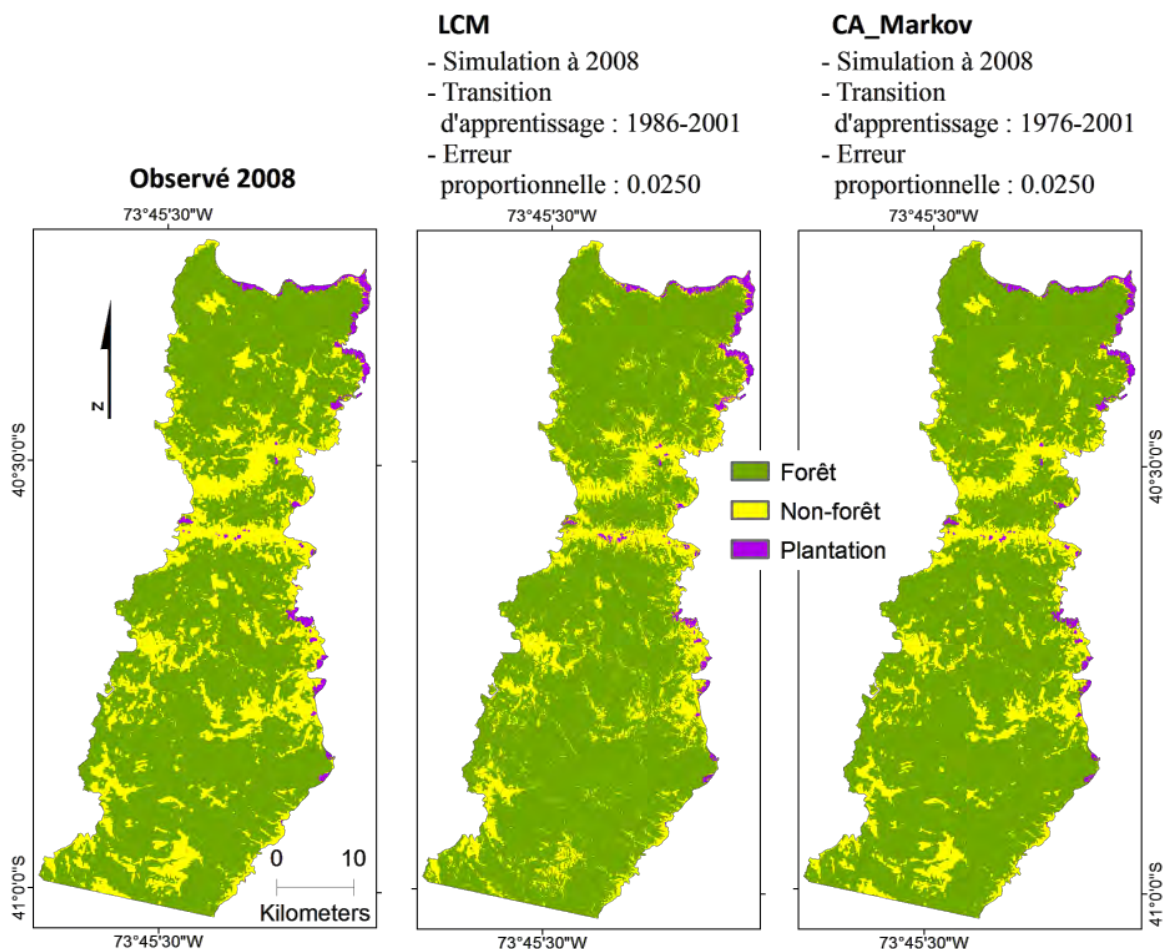 LCM
- Simulation à 2008
- Transition
d'apprentissage : 1986-2001
- Erreur
proportionnelle : 0.0250
CA_Markov
- Simulation à 2008
- Transition
d'apprentissage : 1976-2001
- Erreur
proportionnelle : 0.0250
Observé 2008
73°45'30"W
73°45'30"W
73°45'30"W
N
40°30'0"S
40°30'0"S
Forêt
Non-forêt
Plantation
0 10
Kilometers
41°0'0"S
41°0'0"S
73°45'30"W
73°45'30"W
73°45'30"W